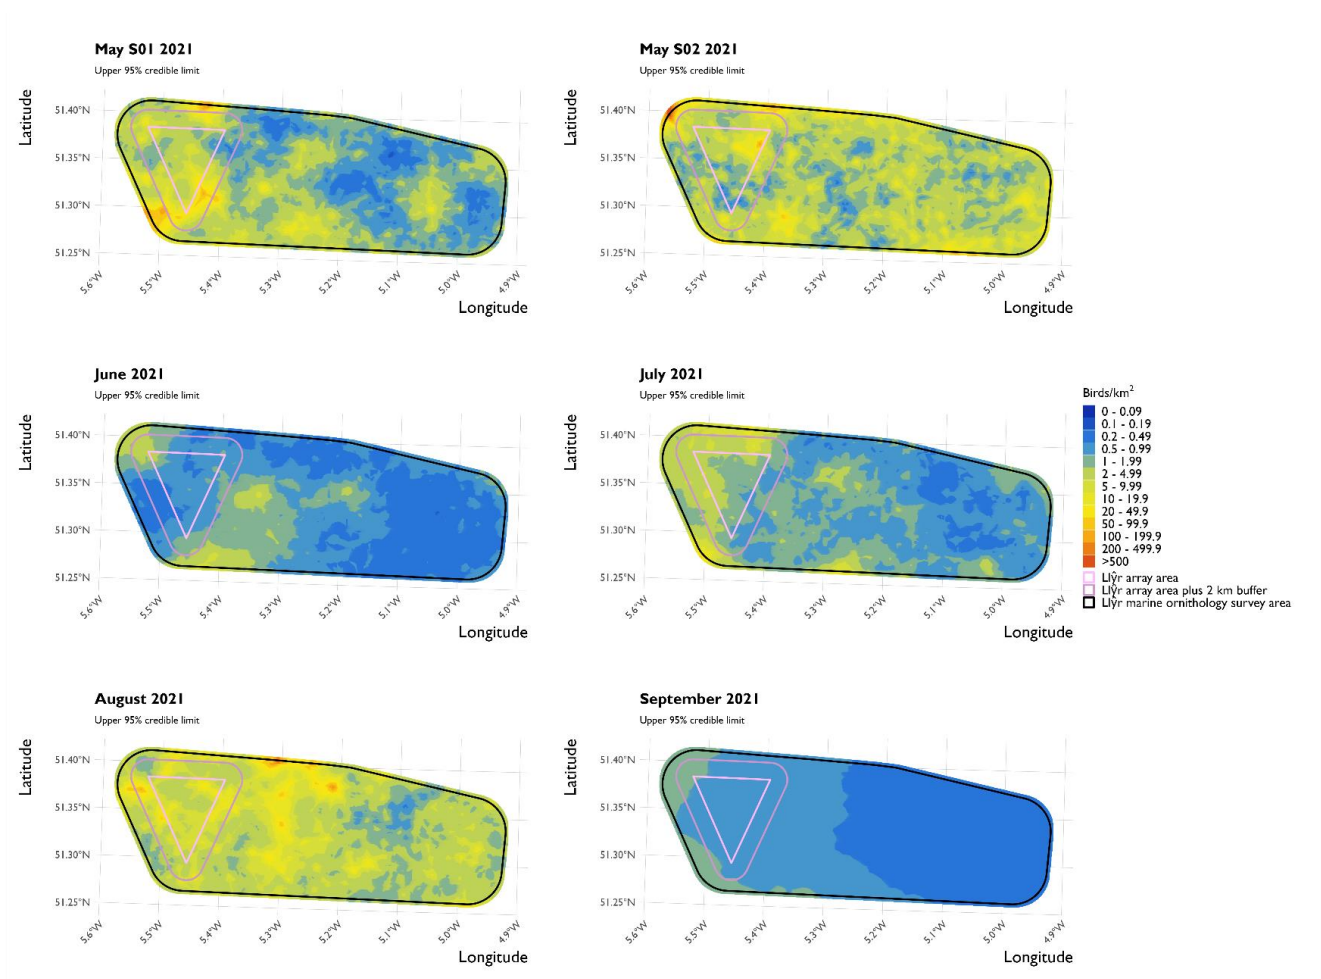 May S01 2021
Upper 95% credible limit
Latitude
51.40°N
51.35°N
51.30°N
51.25°N
5.6°W
5.5°W
5.4°W
5.3°W
5.2°W
5.1°W
5.0°W
4.9°W
Longitude
May S02 2021
Upper 95% credible limit
Latitude
51.40°N
51.35°N
51.30°N
51.25°N
5.6°W
5.5°W
5.4°W
5.3°W
5.2°W
5.1°W
5.0°W
4.9°W
Longitude
June 2021
Upper 95% credible limit
Latitude
51.40°N
51.35°N
51.30°N
51.25°N
5.6°W
5.5°W
5.4°W
5.3°W
5.2°W
5.1°W
5.0°W
4.9°W
Longitude
July 2021
Upper 95% credible limit
Latitude
51.40°N
51.35°N
51.30°N
51.25°N
5.6°W
5.5°W
5.4°W
5.3°W
5.2°W
5.1°W
5.0°W
4.9°W
Longitude
Birds/km²
0 - 0.09
0.1 - 0.19
0.2 - 0.49
0.5 - 0.99
1 - 1.99
2 - 4.99
5 - 9.99
10 - 19.9
20 - 49.9
50 - 99.9
100 - 199.9
200 - 499.9
>500
Llŷr array area
Llŷr array area plus 2 km buffer
Llŷr marine ornithology survey area
August 2021
Upper 95% credible limit
Latitude
51.40°N
51.35°N
51.30°N
51.25°N
5.6°W
5.5°W
5.4°W
5.3°W
5.2°W
5.1°W
5.0°W
4.9°W
Longitude
September 2021
Upper 95% credible limit
Latitude
51.40°N
51.35°N
51.30°N
51.25°N
5.6°W
5.5°W
5.4°W
5.3°W
5.2°W
5.1°W
5.0°W
4.9°W
Longitude